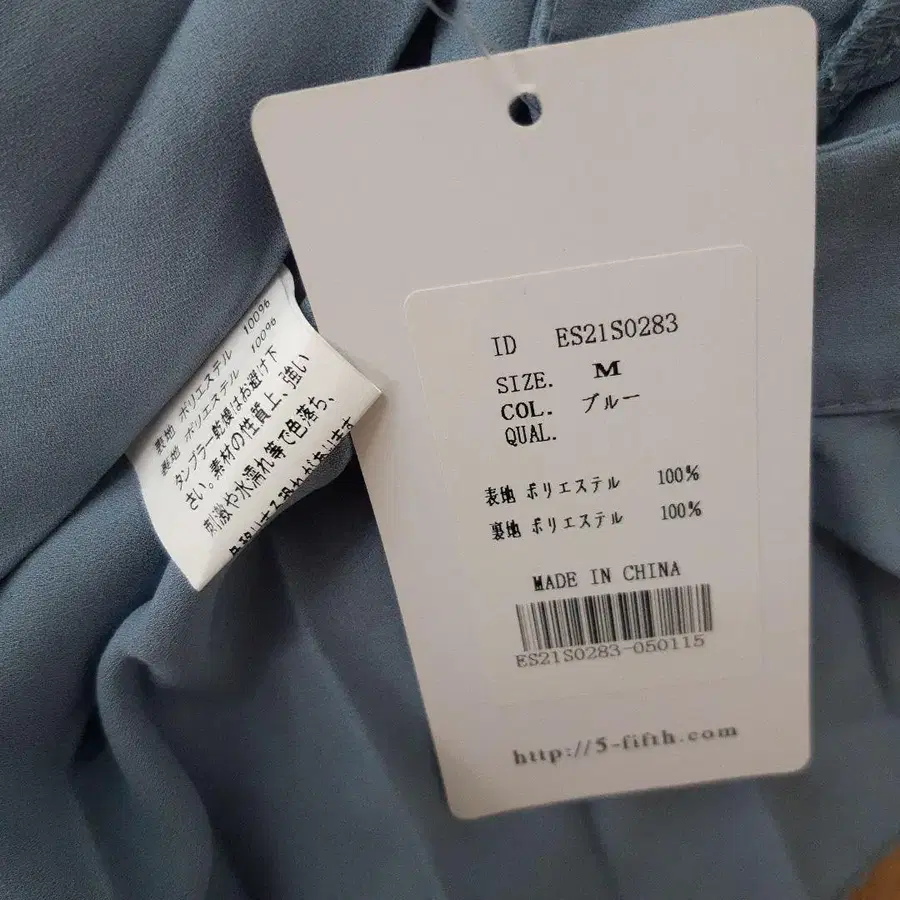 ID ES21S0283
SIZE. M
COL. ブルー
QUAL.
表地 ポリエステル 100%
裏地 ポリエステル 100%
MADE IN CHINA
ES21S0283-050115
http://5-fifth.com
表地 ポリエステル 100%
裏地 ポリエステル 100%
タンブラー乾燥はお避け下
さい。素材の性質上、強い
刺激や水濡れ等で色落ち、